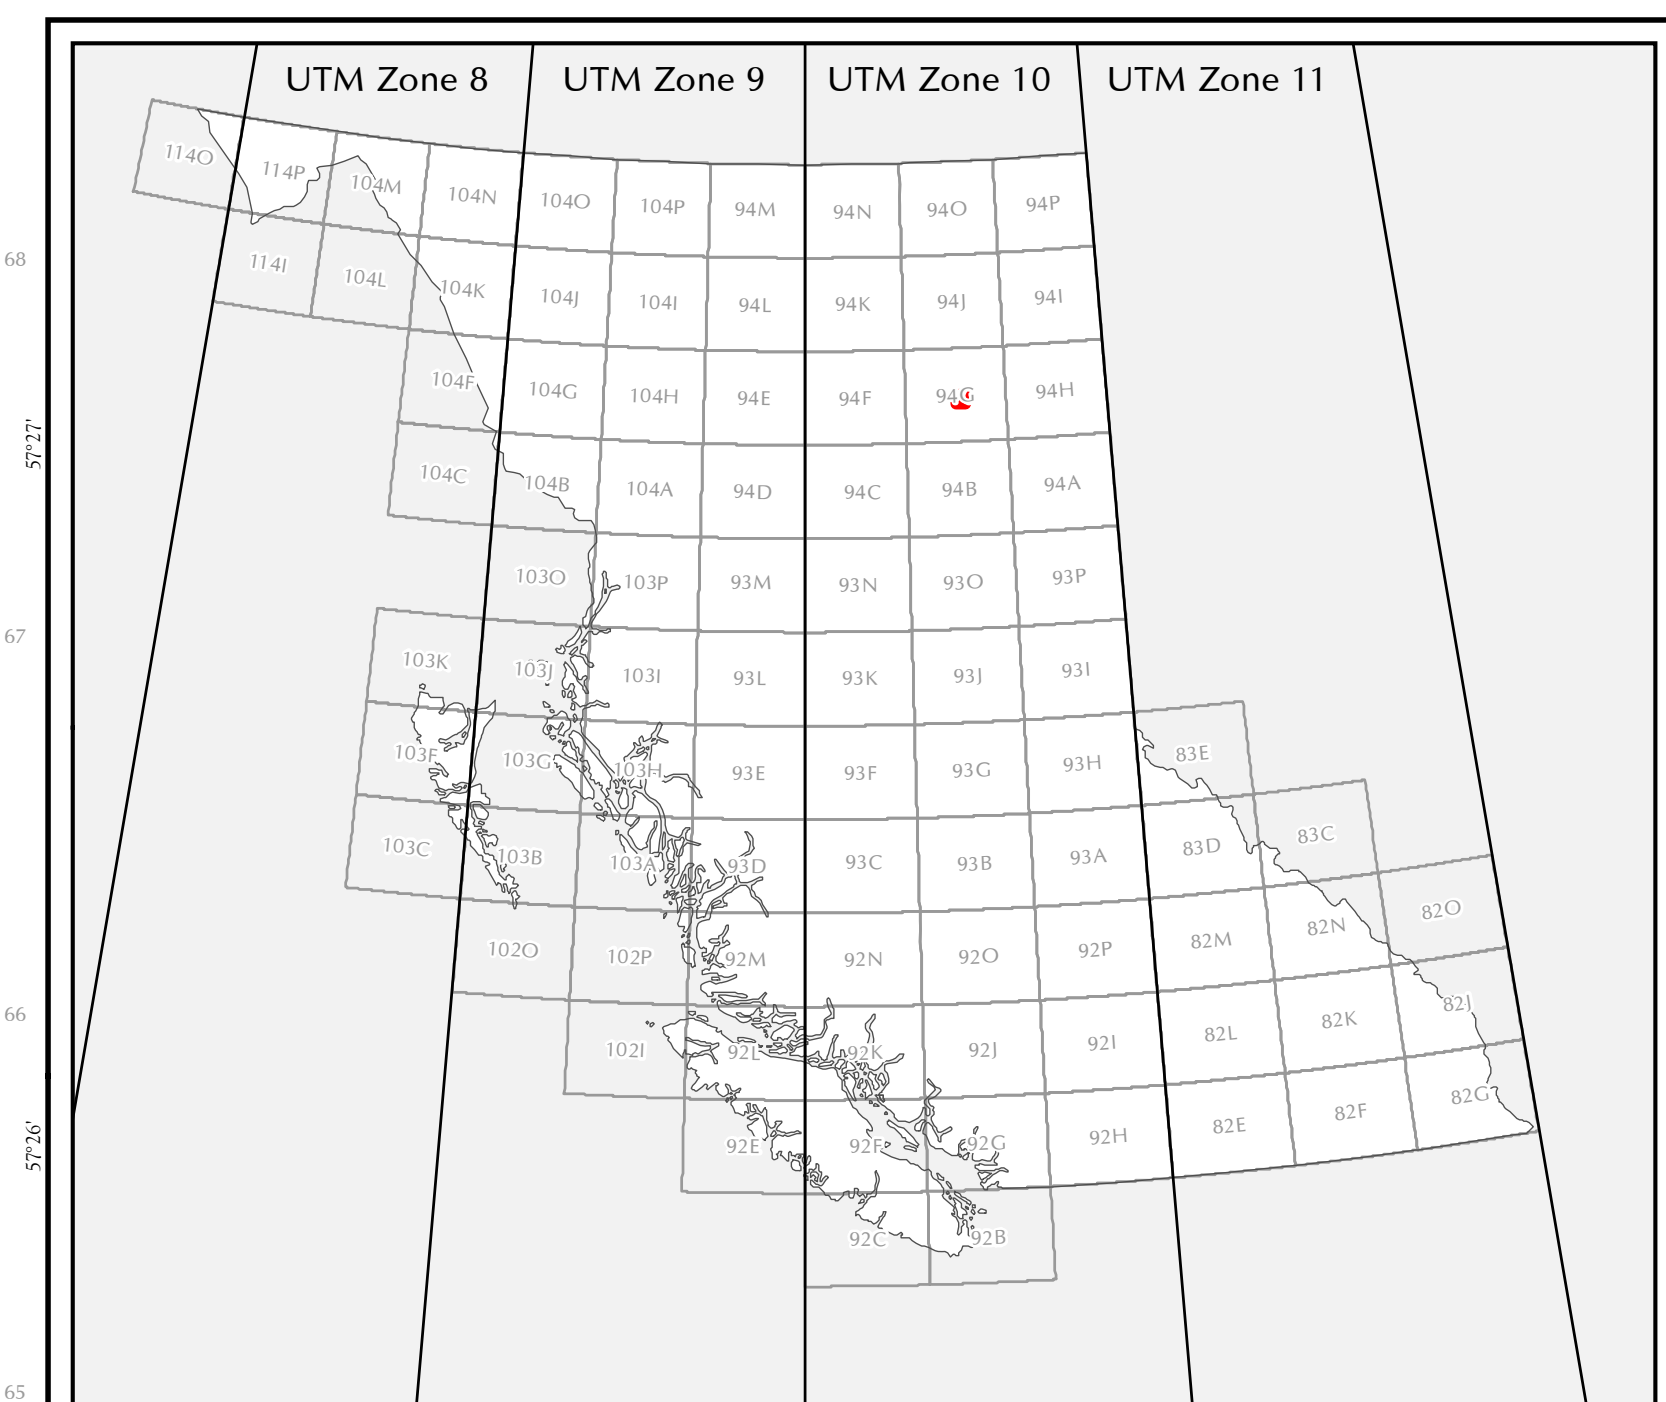 UTM Zone 8 UTM Zone 9 UTM Zone 10 UTM Zone 11
114O 114P 104M 104N 104O 104P 94M 94N 94O 94P
68
114I 104L 104K 104J 104I 94L 94K 94J 94I
104F 104G 104H 94E 94F 94G 94H
57°27'
104C 104B 104A 94D 94C 94B 94A
103O 103P 93M 93N 93O 93P
67
103K 103J 103I 93L 93K 93J 93I
103F 103G 103H 93E 93F 93G 93H 83E
103C 103B 103A 93D 93C 93B 93A 83D 83C
102O 102P 92M 92N 92O 92P 82M 82N 82O
66
102I 92L 92K 92J 92I 82L 82K 82J
57°26'
92E 92F 92G 92H 82E 82F 82G
92C 92B
65